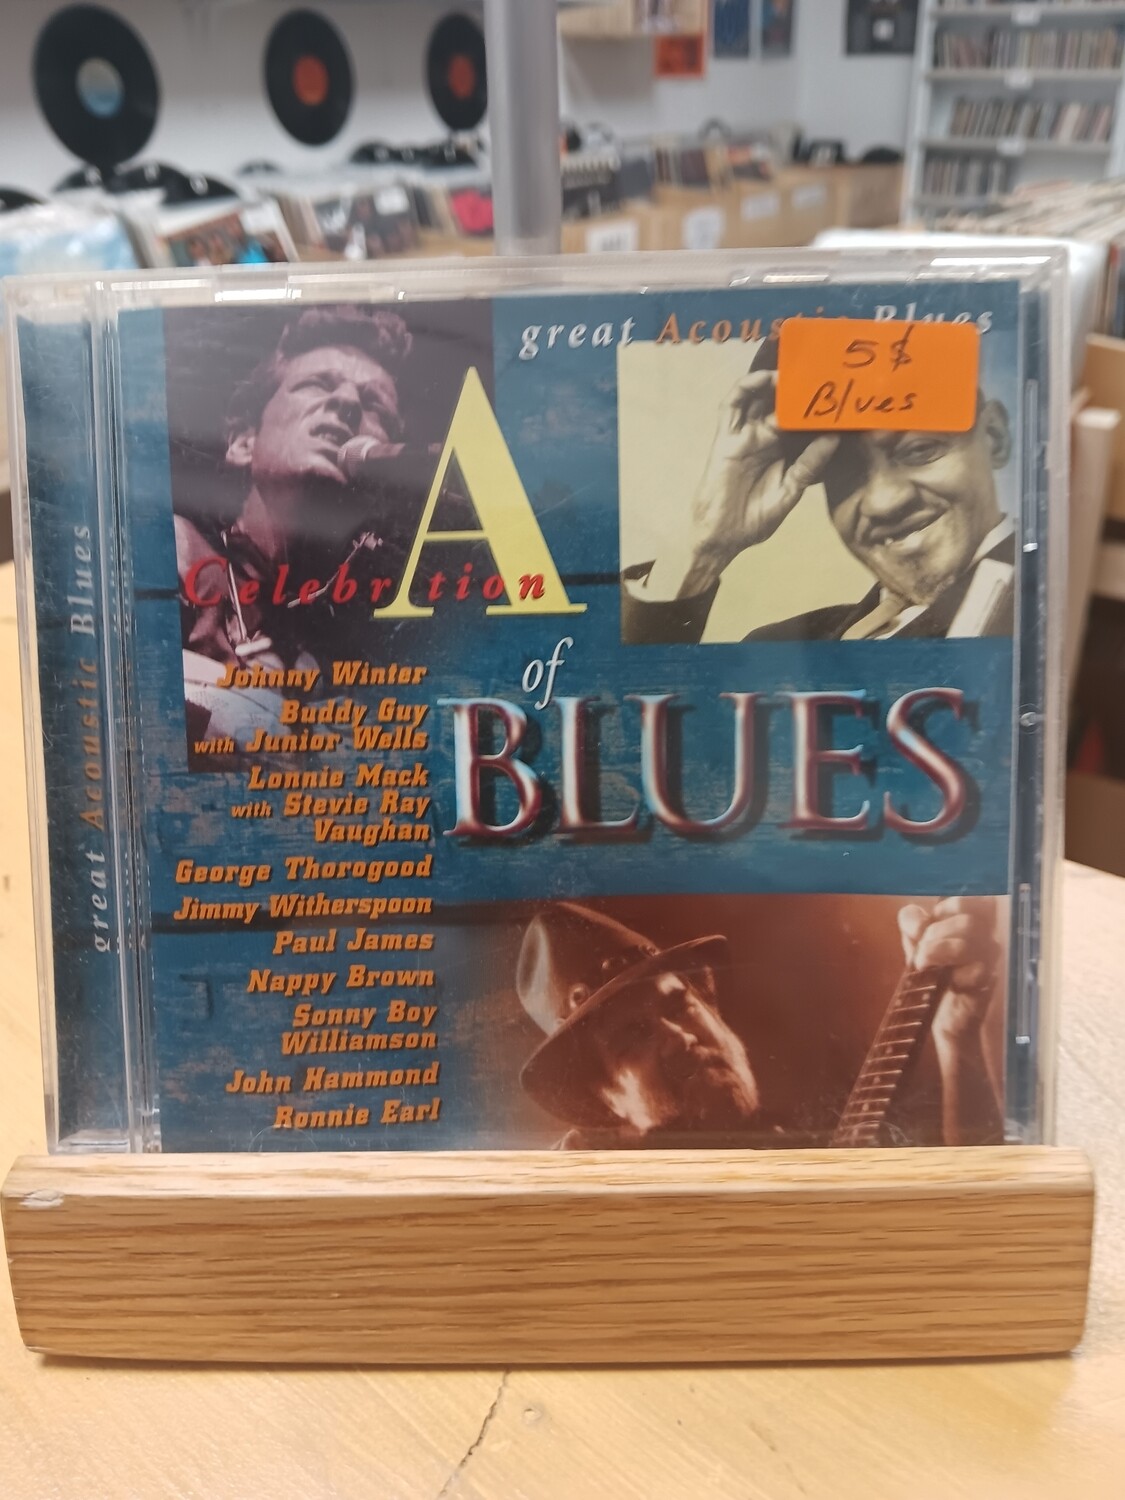 great Acoustic Blues
5$
Blues
CelebrAtion
of
BLUES
Johnny Winter
Buddy Guy
with Junior Wells
Lonnie Mack
with Stevie Ray
Vaughan
George Thorogood
Jimmy Witherspoon
Paul James
Nappy Brown
Sonny Boy
Williamson
John Hammond
Ronnie Earl
great Acoustic Blues